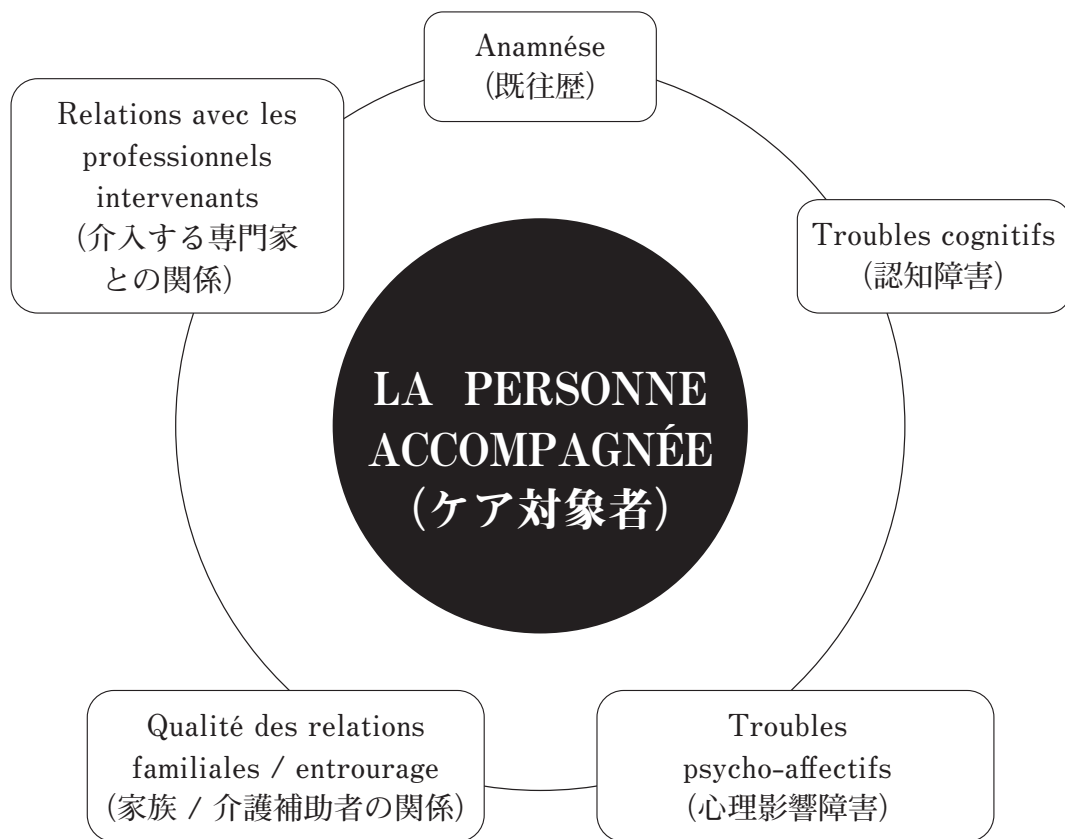 Anamnése
(既往歴)
Relations avec les
professionnels
intervenants
(介入する専門家
との関係)
Troubles cognitifs
(認知障害)
LA PERSONNE
ACCOMPAGNÉE
(ケア対象者)
Qualité des relations
familiales / entourage
(家族 / 介護補助者の関係)
Troubles
psycho-affectifs
(心理影響障害)